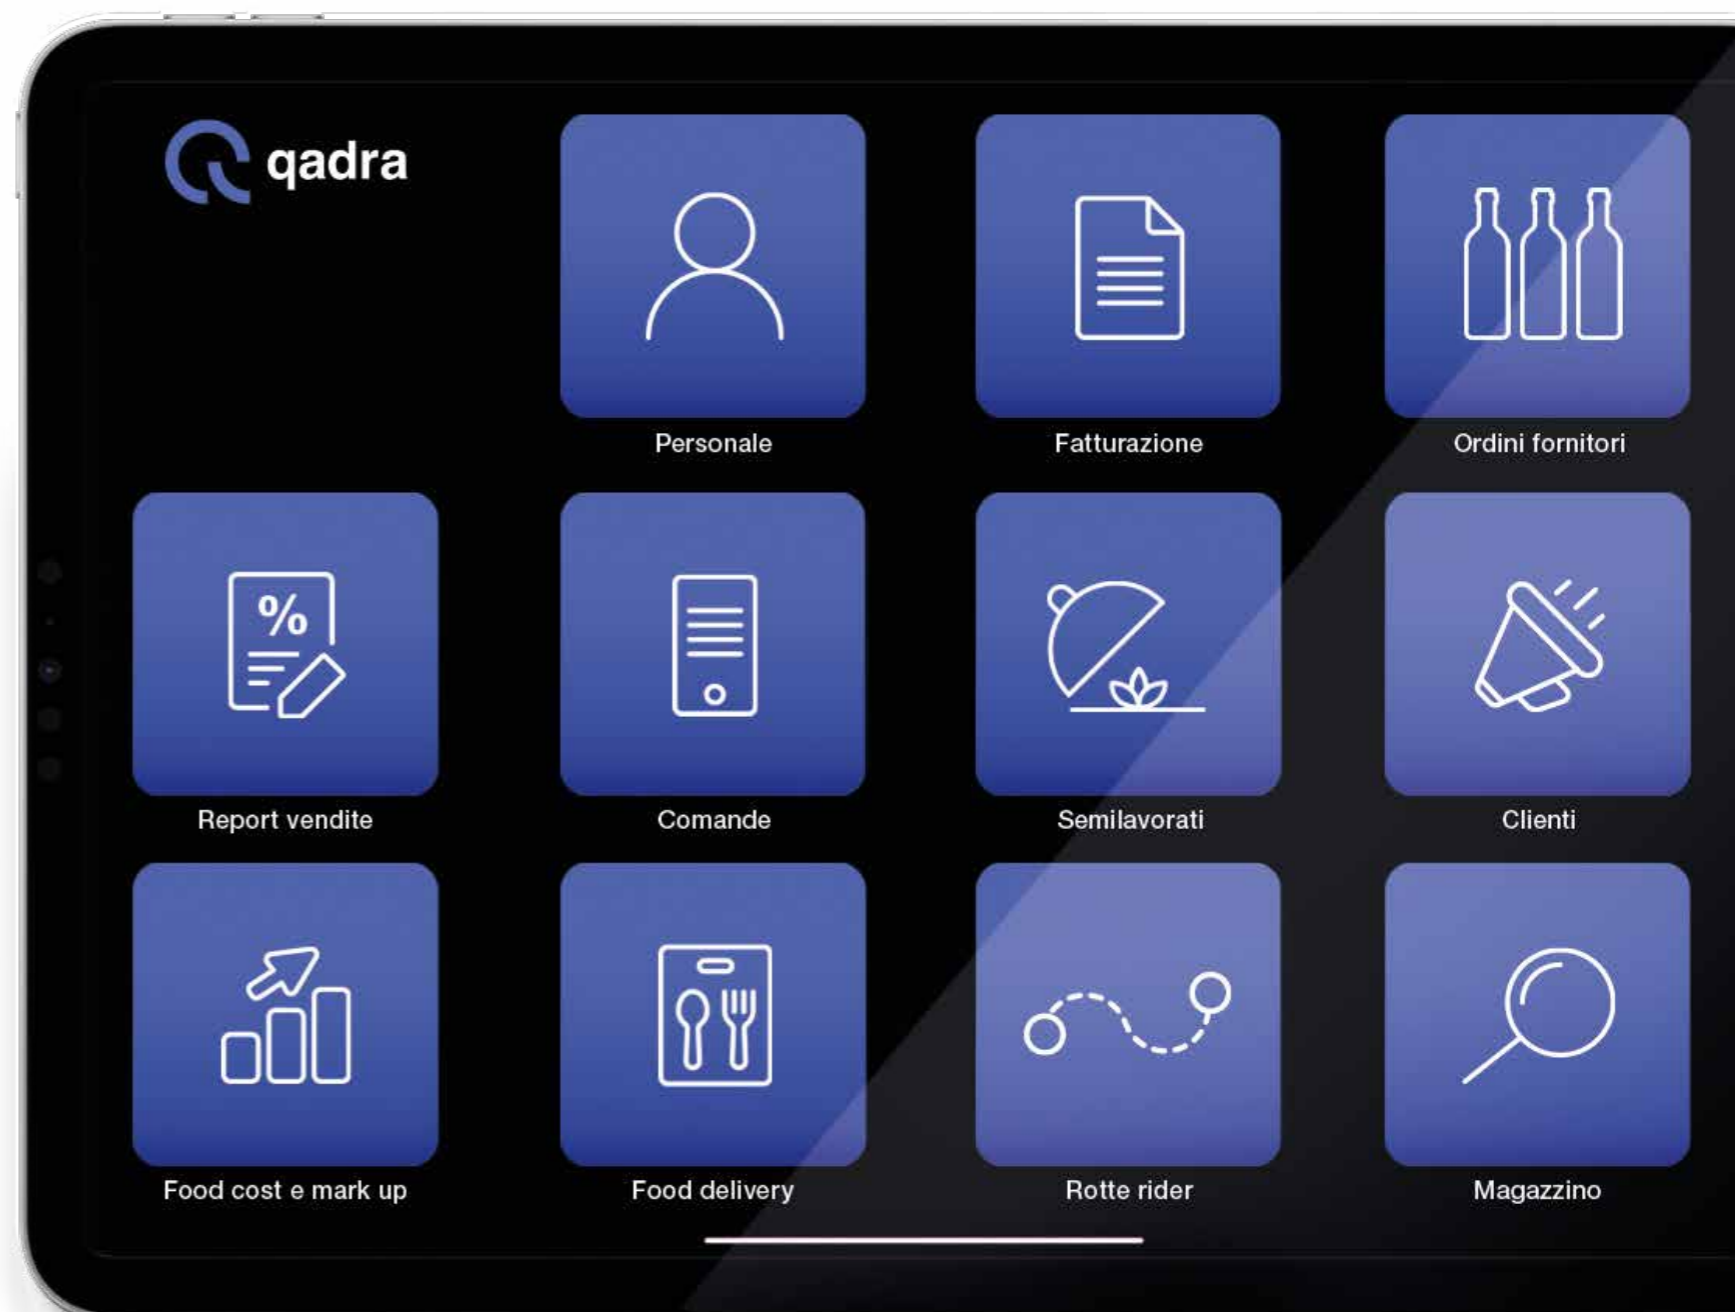 qadra
Personale
Fatturazione
Ordini fornitori
%
Report vendite
Comande
Semilavorati
Clienti
Food cost e mark up
Food delivery
Rotte rider
Magazzino